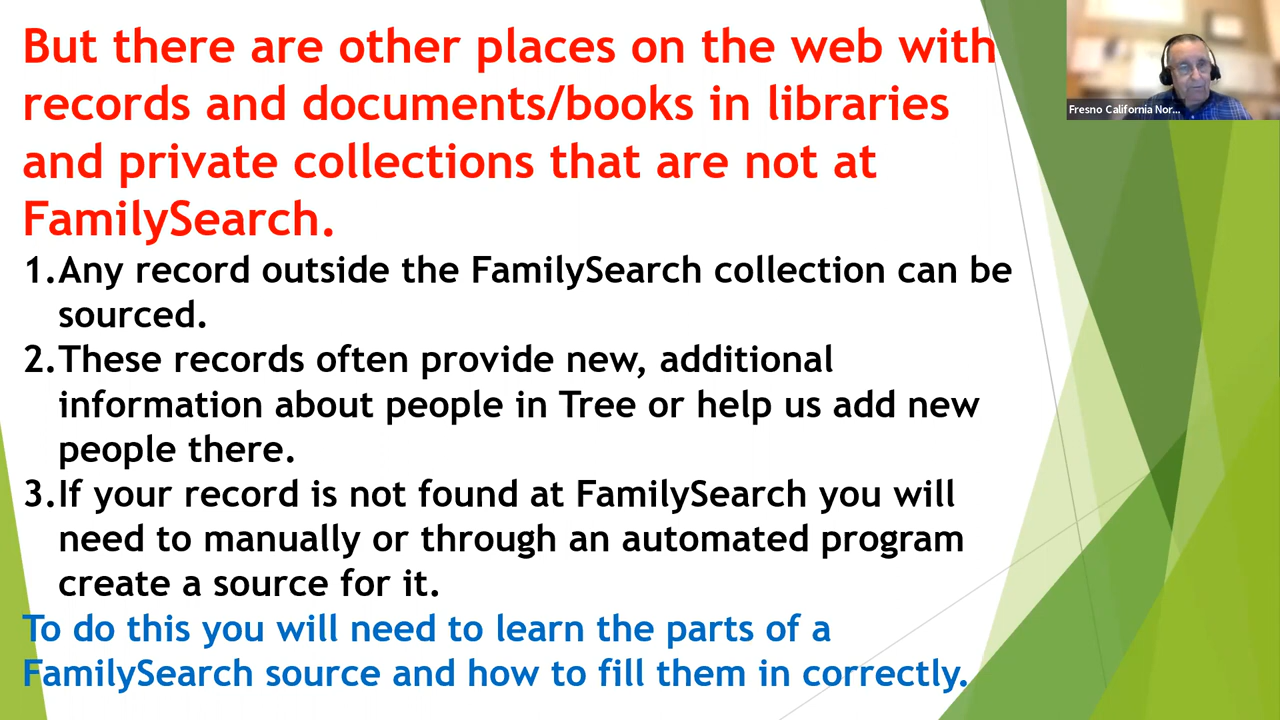 But there are other places on the web with
records and documents/books in libraries
and private collections that are not at
FamilySearch.
1.Any record outside the FamilySearch collection can be
sourced.
2.These records often provide new, additional
information about people in Tree or help us add new
people there.
3.If your record is not found at FamilySearch you will
need to manually or through an automated program
create a source for it.
To do this you will need to learn the parts of a
FamilySearch source and how to fill them in correctly.
Fresno California Nor...